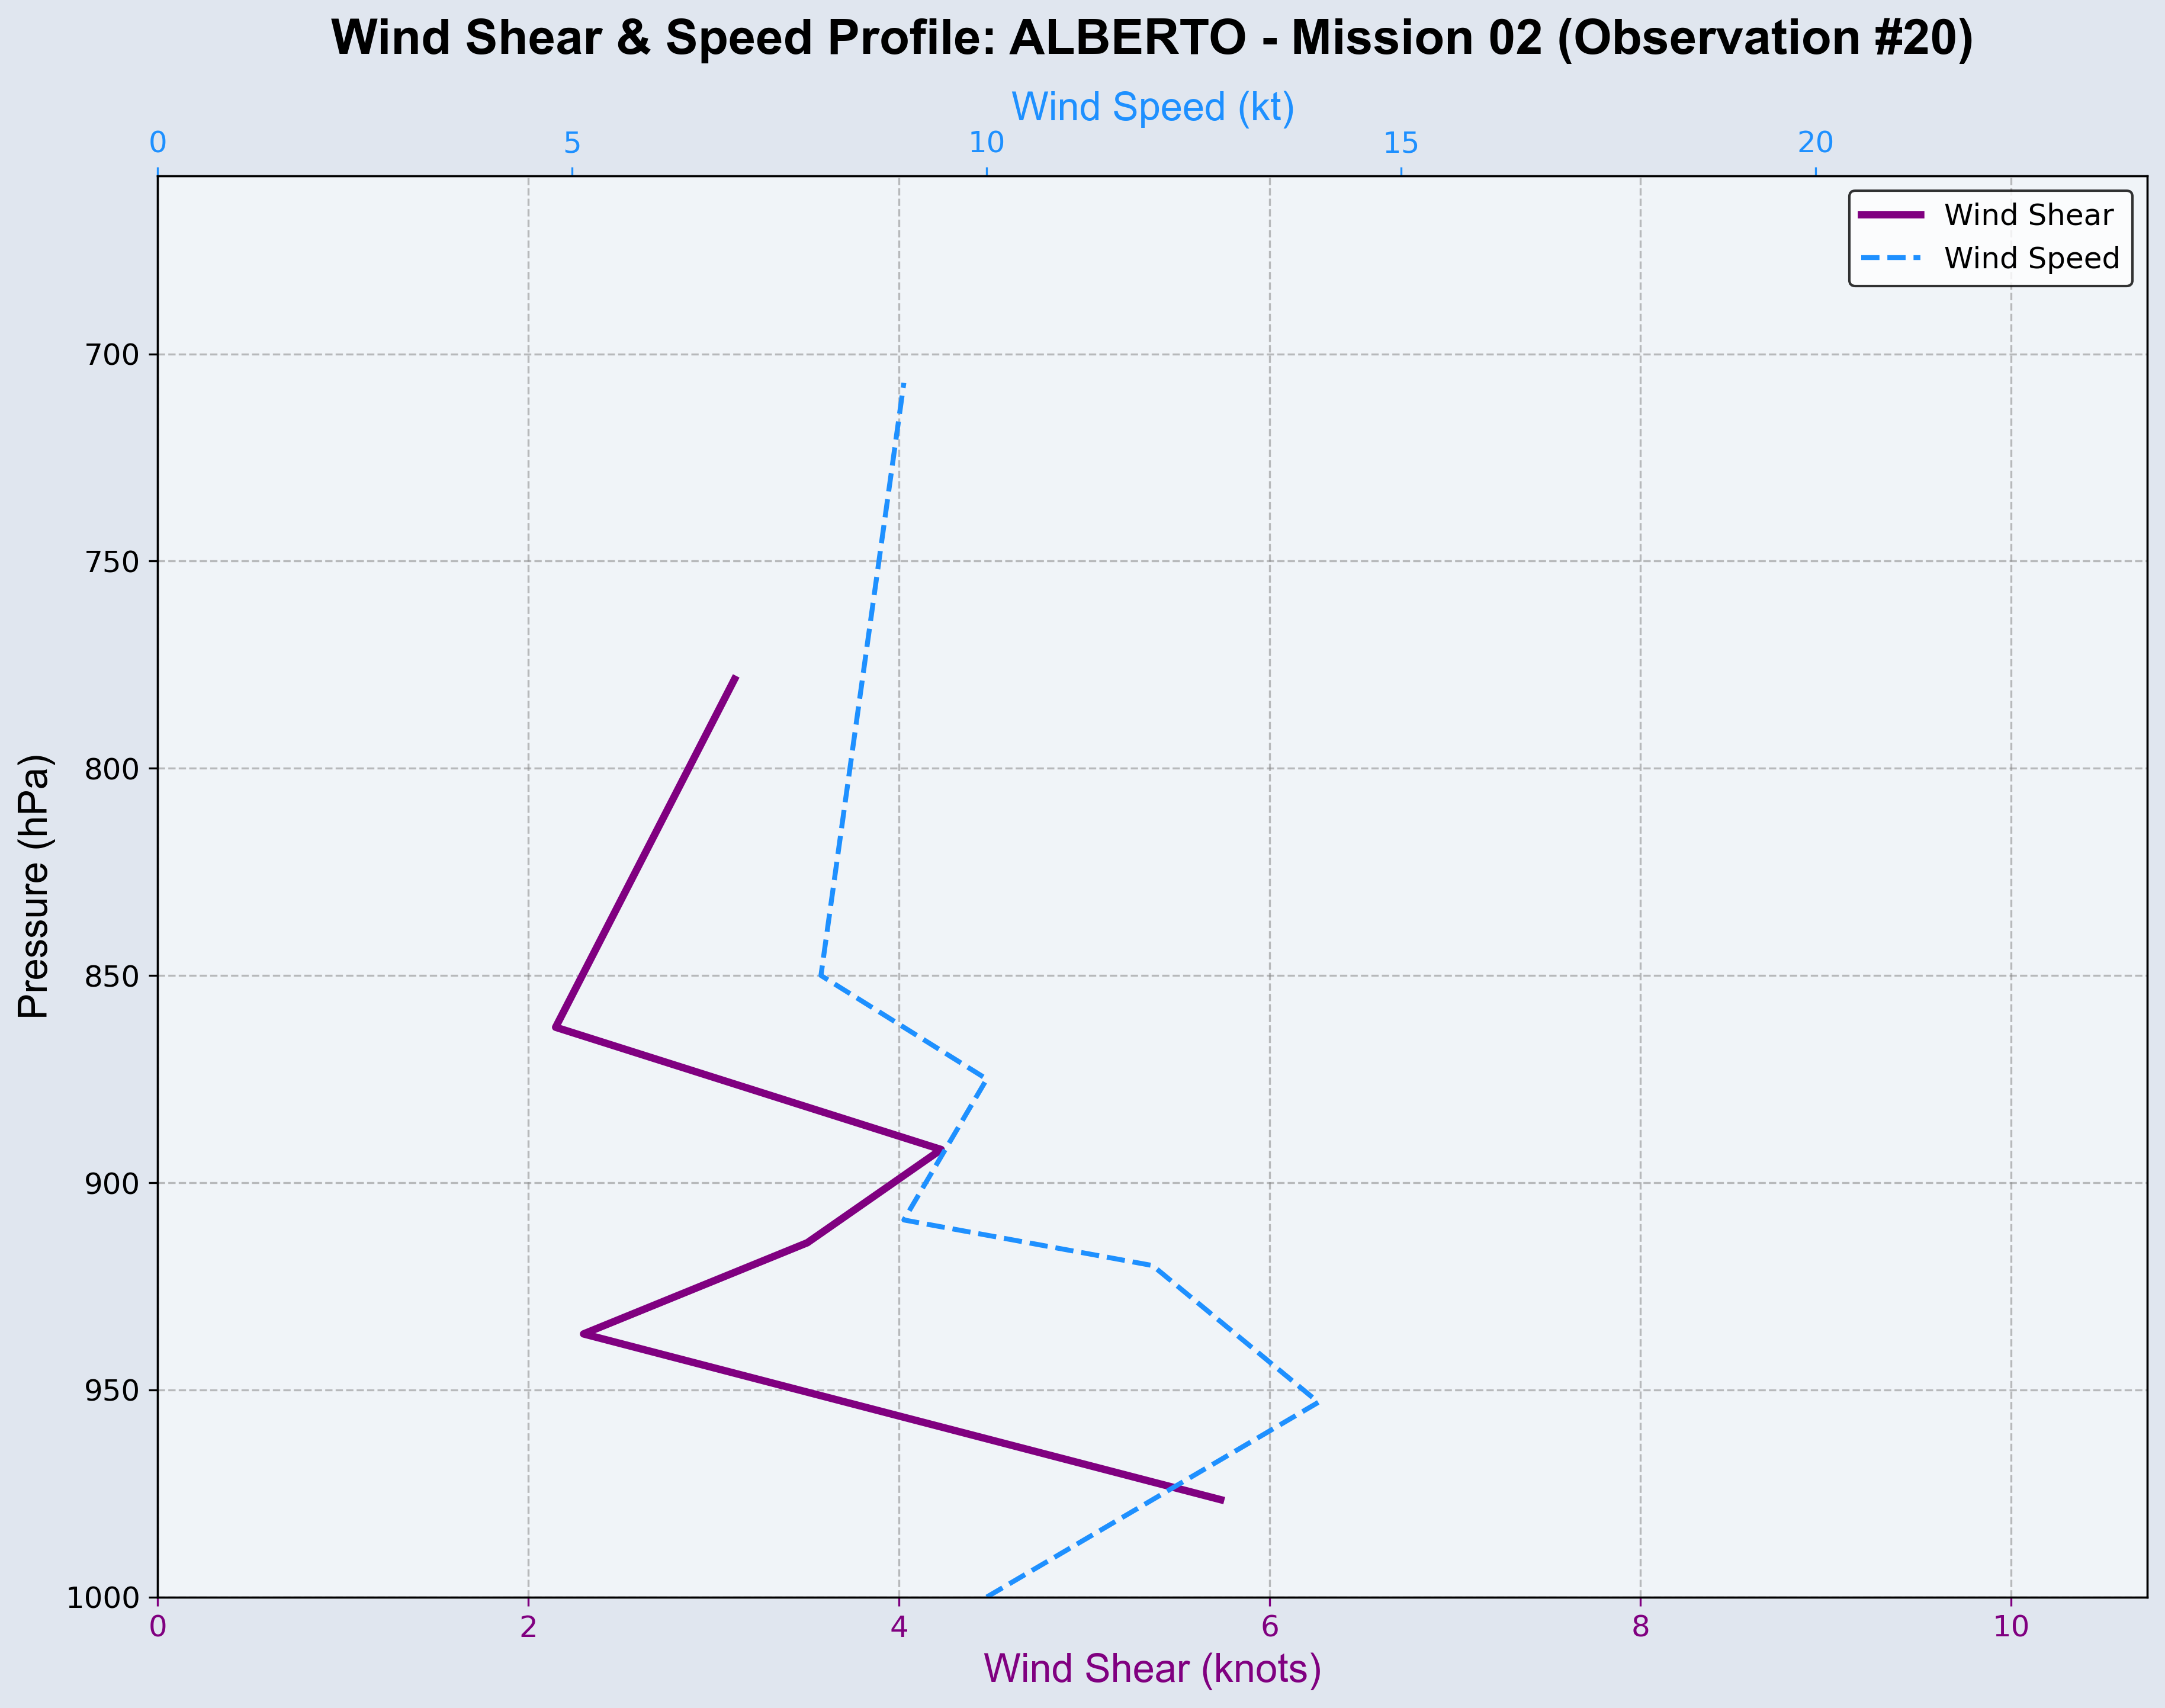 Wind Shear & Speed Profile: ALBERTO - Mission 02 (Observation #20)
Wind Speed (kt)
0 5 10 15 20
Wind Shear
Wind Speed
700
750
800
850
900
950
1000
Pressure (hPa)
0 2 4 6 8 10
Wind Shear (knots)